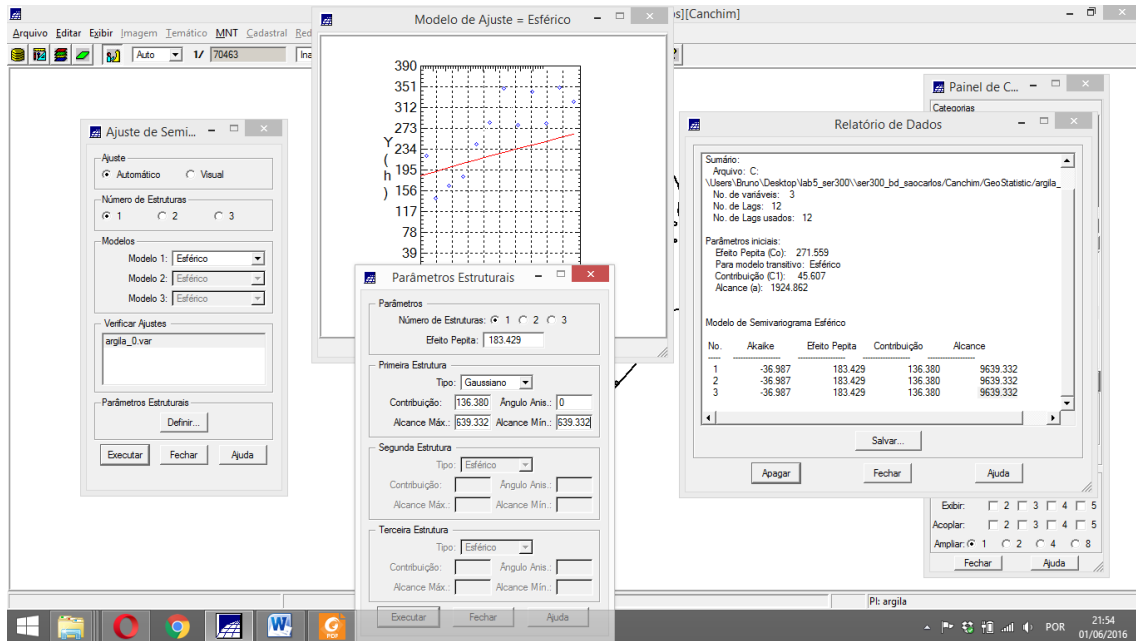 s][Canchim]
Arquivo Editar Exibir Imagem Temático MNT Cadastral Red
Auto 1/ 70463 Ina
Modelo de Ajuste = Esférico
390
351
312
273
234
195
156
117
78
39
Y ( h )
Ajuste de Semi...
Ajuste
Automático Visual
Número de Estruturas
1 2 3
Modelos
Modelo 1: Esférico
Modelo 2: Esférico
Modelo 3: Esférico
Verificar Ajustes
argila_0.var
Parâmetros Estruturais
Definir...
Executar Fechar Ajuda
Parâmetros Estruturais
Parâmetros
Número de Estruturas: 1 2 3
Efeito Pepita: 183.429
Primeira Estrutura
Tipo: Gaussiano
Contribuição: 136.380 Ângulo Anis.: 0
Alcance Máx.: 639.332 Alcance Mín.: 639.332
Segunda Estrutura
Tipo: Esférico
Contribuição: Ângulo Anis.:
Alcance Máx.: Alcance Mín.:
Terceira Estrutura
Tipo: Esférico
Contribuição: Ângulo Anis.:
Alcance Máx.: Alcance Mín.:
Executar Fechar Ajuda
Painel de C...
Categorias
Relatório de Dados
Sumário:
Arquivo: C:
\Users\Bruno\Desktop\lab5_ser300\\ser300_bd_saocarlos/Canchim/GeoStatistic/argila_
No. de variáveis: 3
No. de Lags: 12
No. de Lags usados: 12
Parâmetros iniciais:
Efeito Pepita (Co): 271.559
Para modelo transitivo: Esférico
Contribuição (C1): 45.607
Alcance (a): 1924.862
Modelo de Semivariograma Esférico
No. Akaike Efeito Pepita Contribuição Alcance
1 -36.987 183.429 136.380 9639.332
2 -36.987 183.429 136.380 9639.332
3 -36.987 183.429 136.380 9639.332
Salvar...
Apagar Fechar Ajuda
Exibir: 2 3 4 5
Acoplar: 2 3 4 5
Ampliar: 1 2 4 8
Fechar Ajuda
PI: argila
W
PDF
POR 21:54
01/06/2016